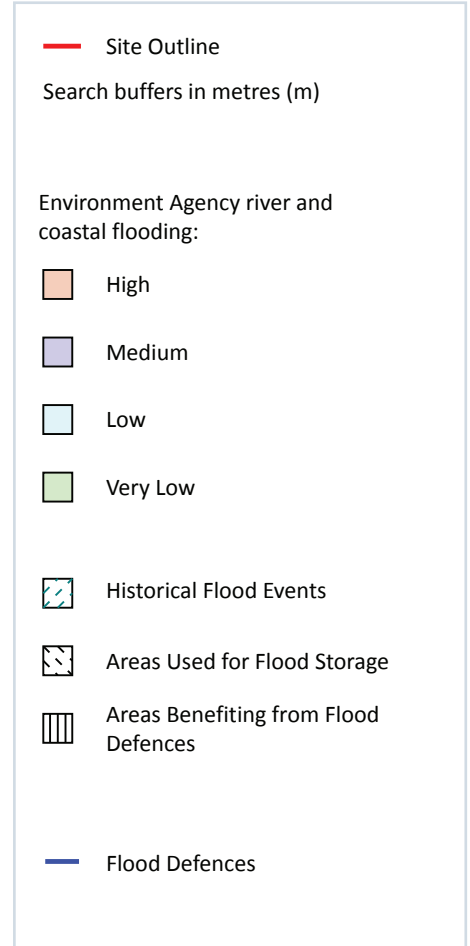 Site Outline
Search buffers in metres (m)
Environment Agency river and
coastal flooding:
High
Medium
Low
Very Low
Historical Flood Events
Areas Used for Flood Storage
Areas Benefiting from Flood
Defences
Flood Defences